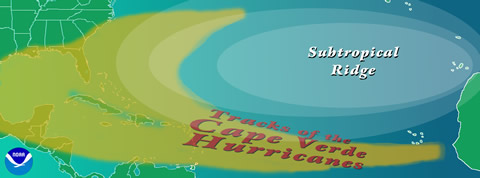 Subtropical
Ridge
Tracks of the
Cape Verde
Hurricanes
NOAA